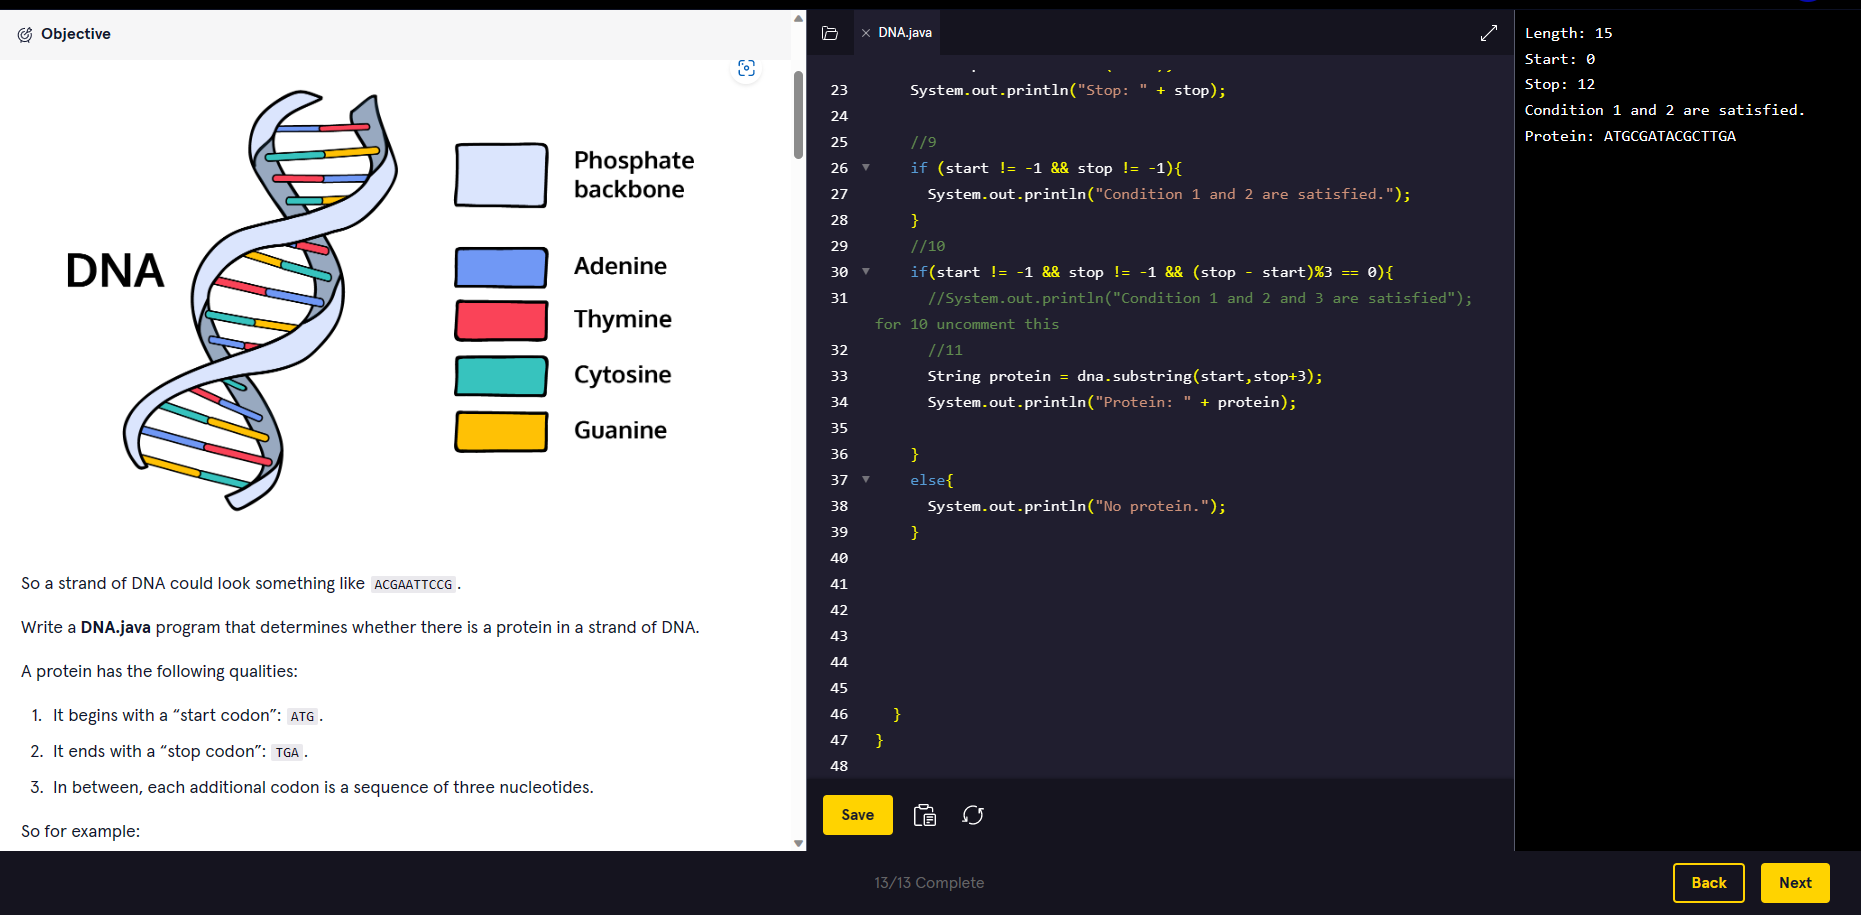 Objective
DNA
Phosphate
backbone
Adenine
Thymine
Cytosine
Guanine
So a strand of DNA could look something like ACGAATTCCG.
Write a DNA.java program that determines whether there is a protein in a strand of DNA.
A protein has the following qualities:
1. It begins with a “start codon”: ATG.
2. It ends with a “stop codon”: TGA.
3. In between, each additional codon is a sequence of three nucleotides.
So for example:
× DNA.java
23 System.out.println("Stop: " + stop);
24
25 //9
26 if (start != -1 && stop != -1){
27 System.out.println("Condition 1 and 2 are satisfied.");
28 }
29 //10
30 if(start != -1 && stop != -1 && (stop - start)%3 == 0){
31 //System.out.println("Condition 1 and 2 and 3 are satisfied");
for 10 uncomment this
32 //11
33 String protein = dna.substring(start,stop+3);
34 System.out.println("Protein: " + protein);
35
36 }
37 else{
38 System.out.println("No protein.");
39 }
40
41
42
43
44
45
46 }
47 }
48
Save
Length: 15
Start: 0
Stop: 12
Condition 1 and 2 are satisfied.
Protein: ATGCGATACGCTTGA
13/13 Complete
Back
Next